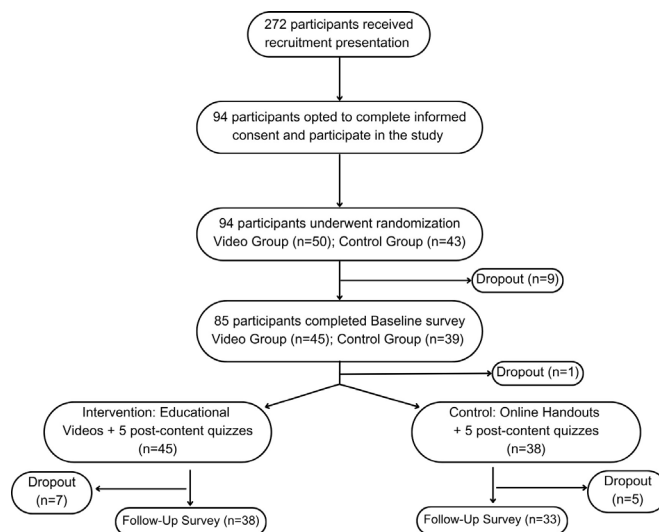 272 participants received
recruitment presentation
94 participants opted to complete informed
consent and participate in the study
94 participants underwent randomization
Video Group (n=50); Control Group (n=43)
Dropout (n=9)
85 participants completed Baseline survey
Video Group (n=45); Control Group (n=39)
Dropout (n=1)
Intervention: Educational
Videos + 5 post-content quizzes
(n=45)
Control: Online Handouts
+ 5 post-content quizzes
(n=38)
Dropout
(n=7)
Dropout
(n=5)
Follow-Up Survey (n=38)
Follow-Up Survey (n=33)